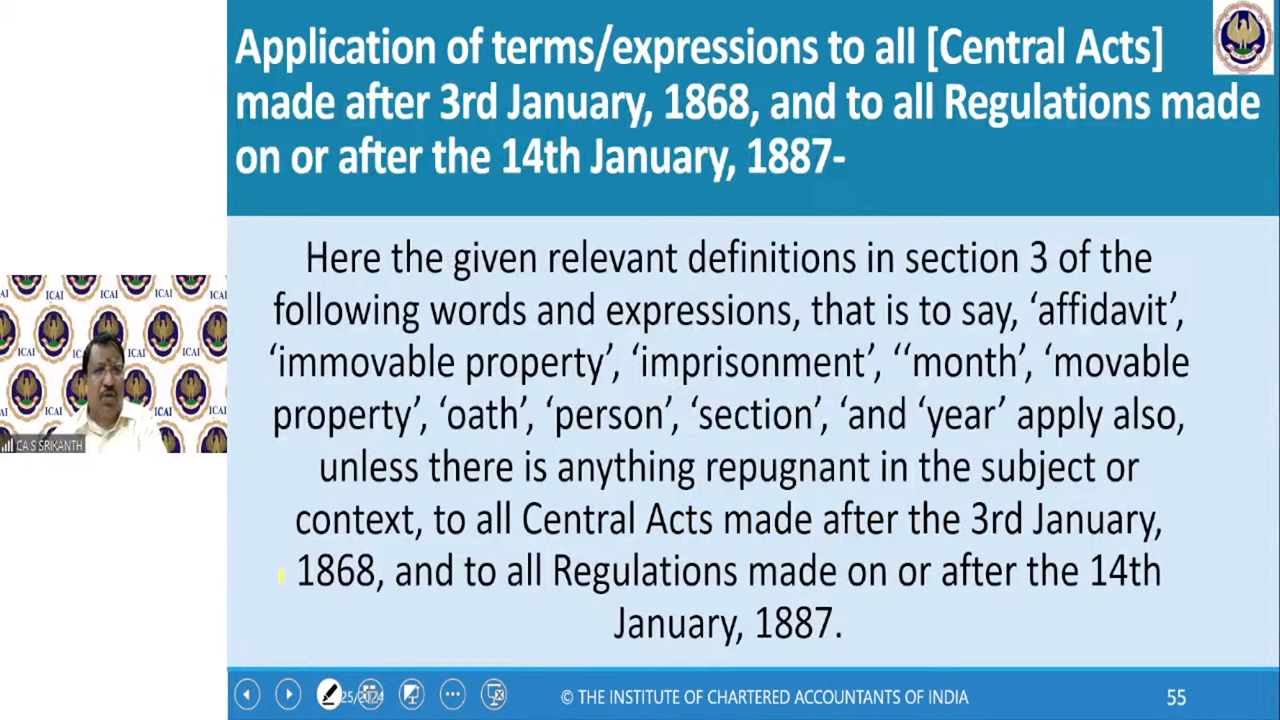 Application of terms/expressions to all [Central Acts]
made after 3rd January, 1868, and to all Regulations made
on or after the 14th January, 1887-
Here the given relevant definitions in section 3 of the
following words and expressions, that is to say, ‘affidavit’,
‘immovable property’, ‘imprisonment’, ‘‘month’, ‘movable
property’, ‘oath’, ‘person’, ‘section’, ‘and ‘year’ apply also,
unless there is anything repugnant in the subject or
context, to all Central Acts made after the 3rd January,
1868, and to all Regulations made on or after the 14th
January, 1887.
ICAI
ICAI
ICAI
ICAI
ICAI
CA S SRIKANTH
© THE INSTITUTE OF CHARTERED ACCOUNTANTS OF INDIA
55